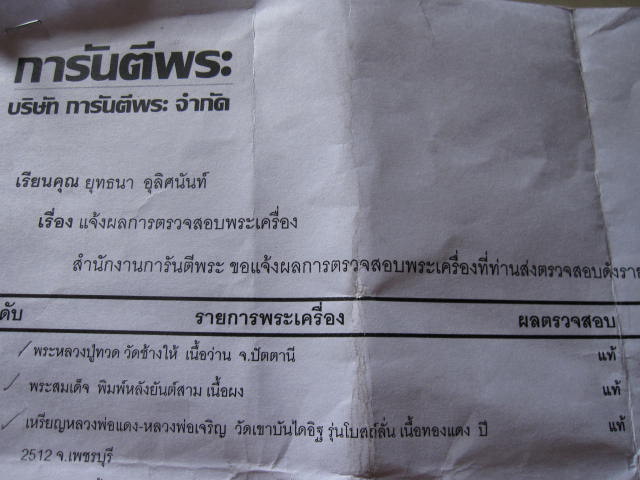 การันตีพระ
บริษัท การันตีพระ จำกัด
เรียนคุณ ยุทธนา อุลิศนันท์
เรื่อง แจ้งผลการตรวจสอบพระเครื่อง
สำนักงานการันตีพระ ขอแจ้งผลการตรวจสอบพระเครื่องที่ท่านส่งตรวจสอบดังราย
ดับ รายการพระเครื่อง ผลตรวจสอบ
พระหลวงปู่ทวด วัดช้างให้ เนื้อว่าน จ.ปัตตานี แท้
พระสมเด็จ พิมพ์หลังยันต์สาม เนื้อผง แท้
เหรียญหลวงพ่อแดง-หลวงพ่อเจริญ วัดเขาบันไดอิฐ รุ่นโบสถ์ลั่น เนื้อทองแดง ปี แท้
2512 จ.เพชรบุรี